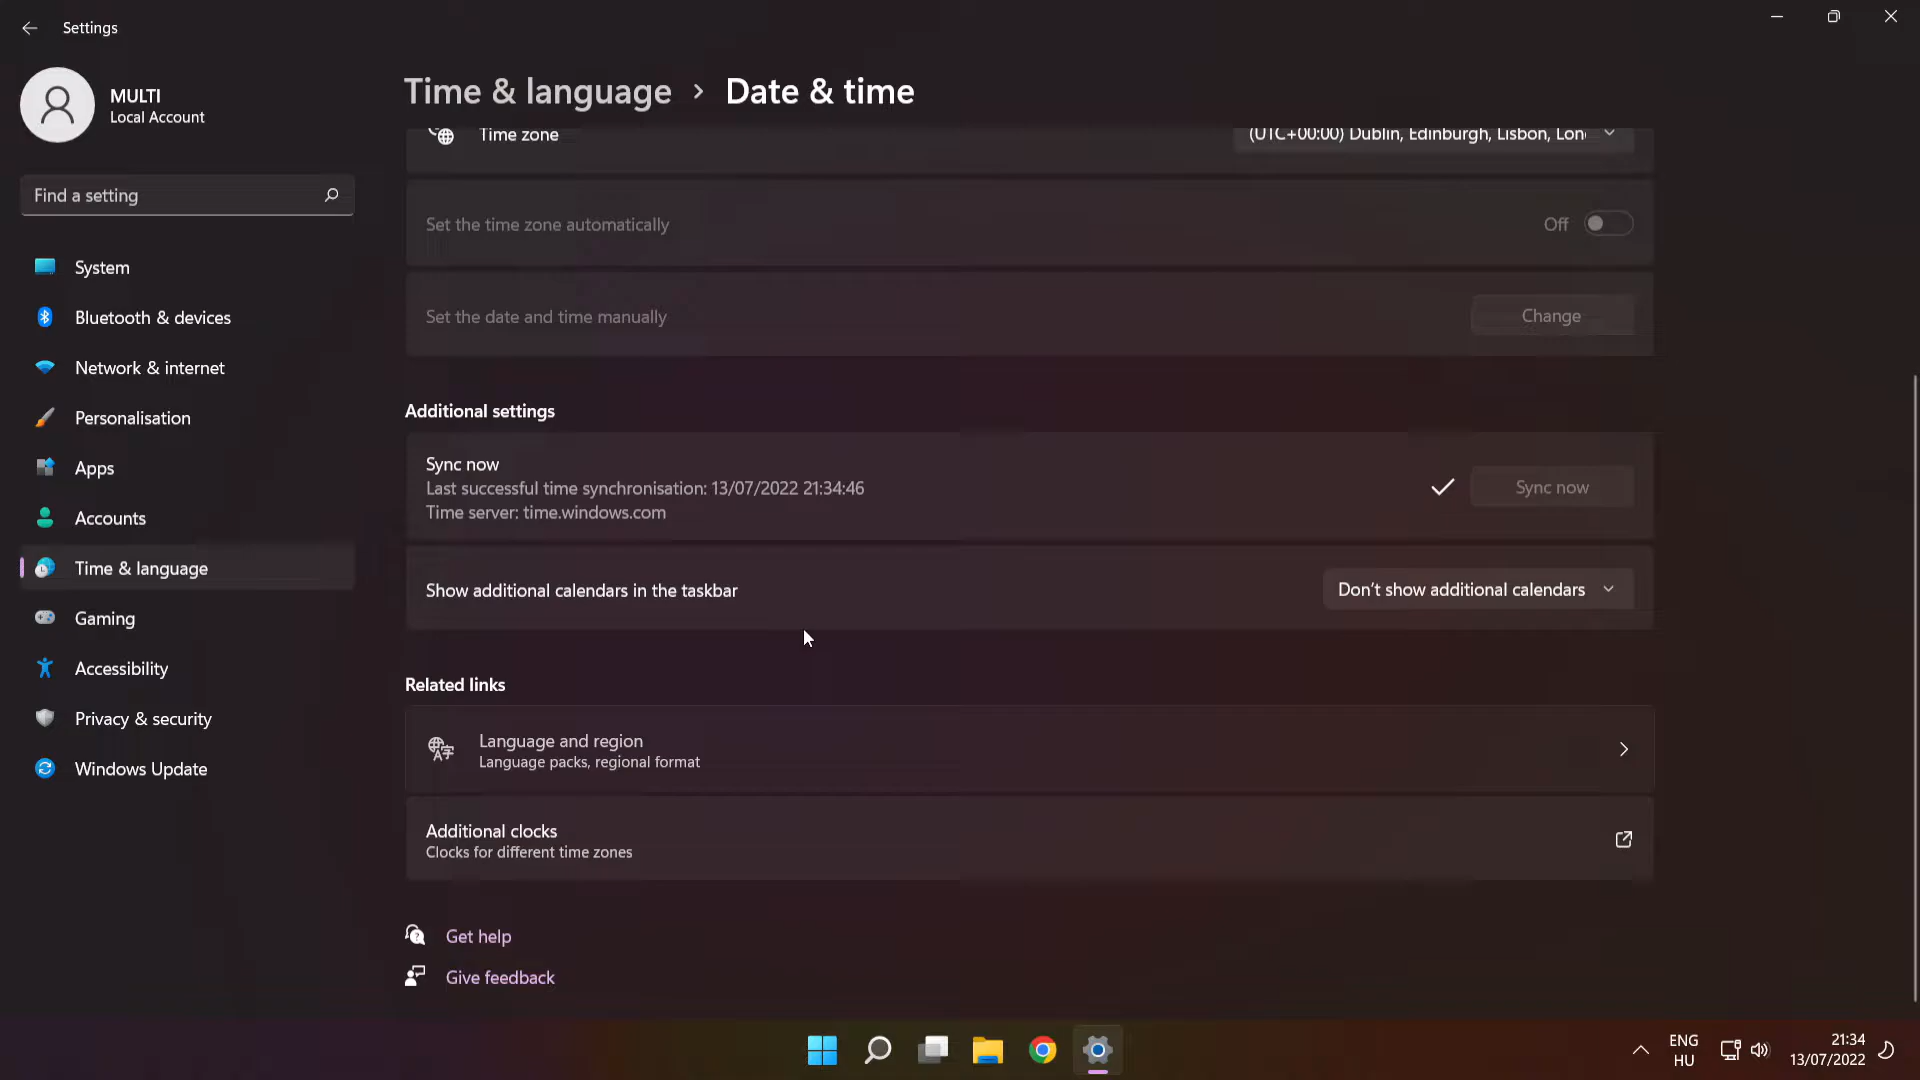 Settings
MULTI
Local Account
Find a setting
System
Bluetooth & devices
Network & internet
Personalisation
Apps
Accounts
Time & language
Gaming
Accessibility
Privacy & security
Windows Update
Time & language > Date & time
Time zone
(UTC+00:00) Dublin, Edinburgh, Lisbon, Lon
Set the time zone automatically
Off
Set the date and time manually
Change
Additional settings
Sync now
Last successful time synchronisation: 13/07/2022 21:34:46
Time server: time.windows.com
Sync now
Show additional calendars in the taskbar
Don't show additional calendars
Related links
Language and region
Language packs, regional format
Additional clocks
Clocks for different time zones
Get help
Give feedback
ENG
HU
21:34
13/07/2022